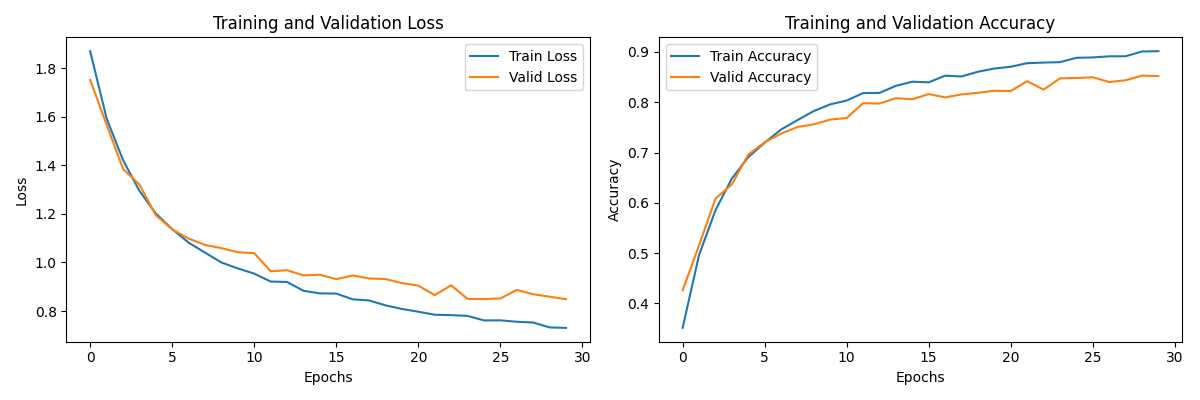 Training and Validation Loss
Train Loss
Valid Loss
1.8
1.6
1.4
1.2
1.0
0.8
Loss
0 5 10 15 20 25 30
Epochs
Training and Validation Accuracy
Train Accuracy
Valid Accuracy
0.9
0.8
0.7
0.6
0.5
0.4
Accuracy
0 5 10 15 20 25 30
Epochs